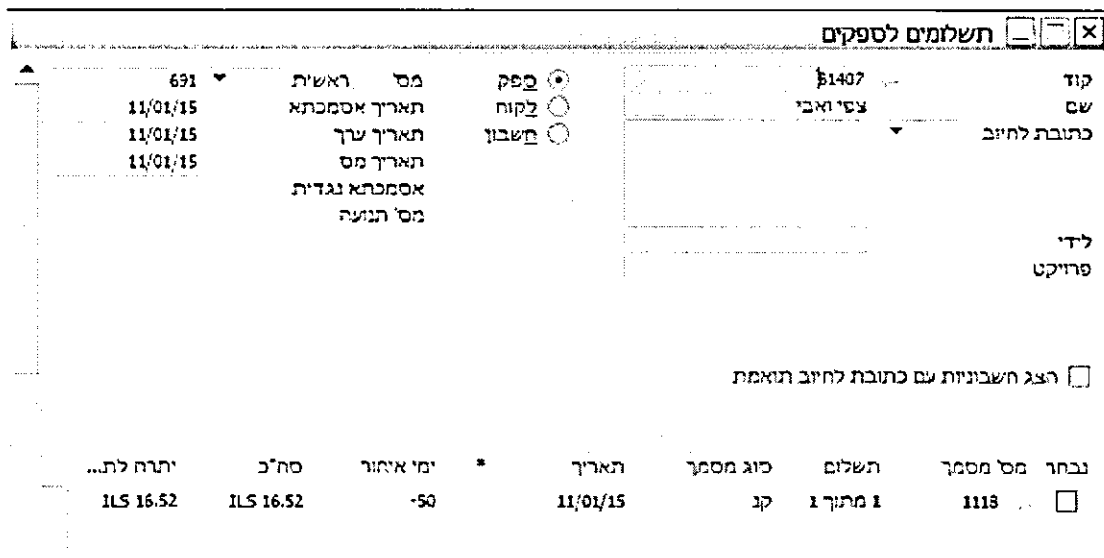 תשלומים לספקים
קוד 61407 ספק מס' ראשית 691
שם צפי ואבי לקוח תאריך אסמכתא 11/01/15
כתובת לחיוב חשבון תאריך ערך 11/01/15
תאריך מס 11/01/15
אסמכתא נגדית
מס' תנועה
לידי
פרויקט
הצג חשבוניות עם כתובת לחיוב תואמת
נבחר מס' מסמך תשלום סוג מסמך תאריך * ימי איחור סה"כ יתרה לת...
1113 1 מתוך 1 קנ 11/01/15 -50 ILS 16.52 ILS 16.52